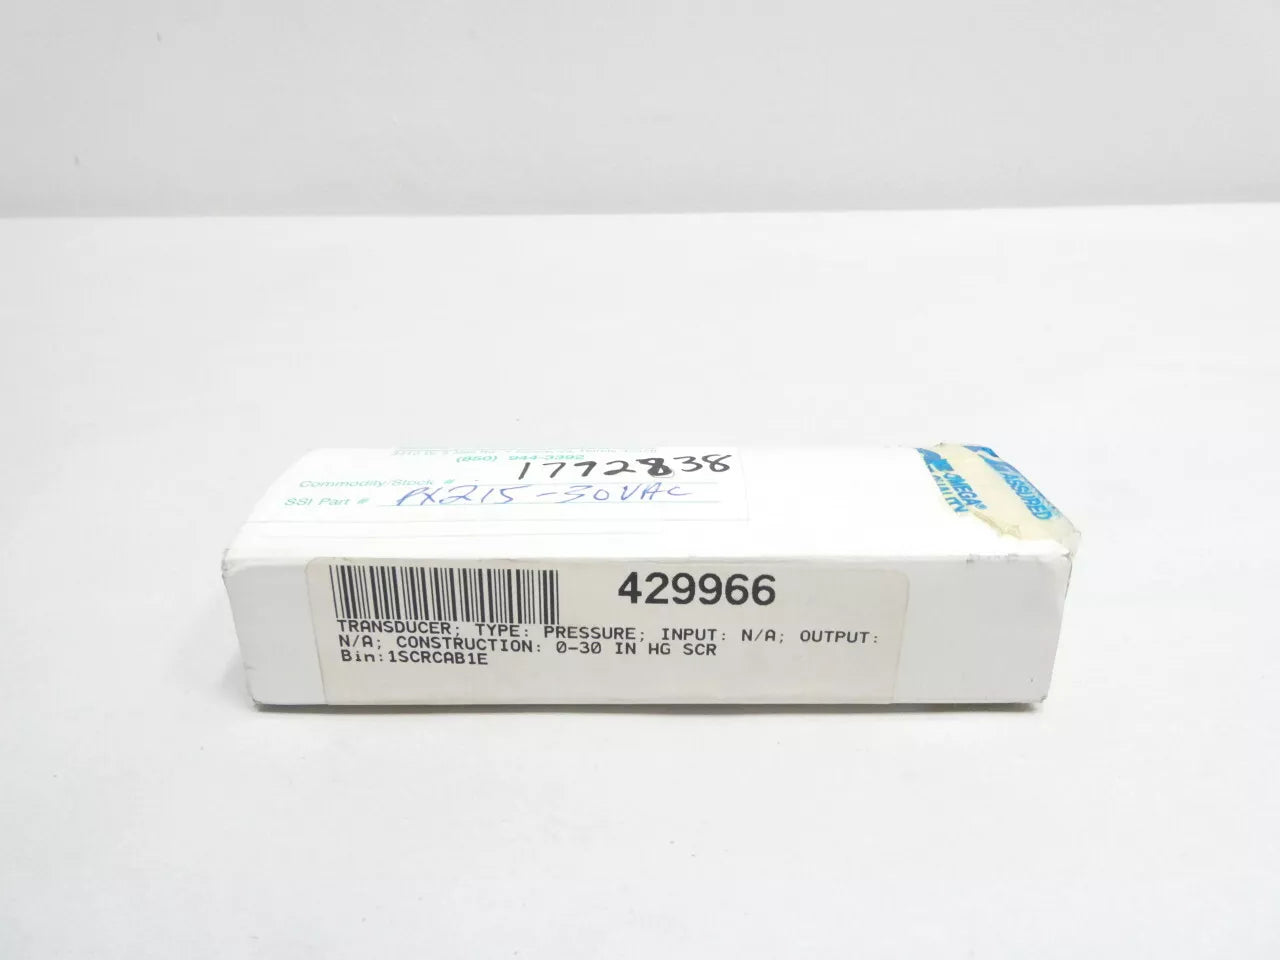 (850) 944-3392
Commodity/Stock # 1772838
SSI Part # PX215-30VAC
ASSURED
OMEGA®
QUALITY
429966
TRANSDUCER; TYPE: PRESSURE; INPUT: N/A; OUTPUT:
N/A; CONSTRUCTION: 0-30 IN HG SCR
Bin:1SCRCAB1E